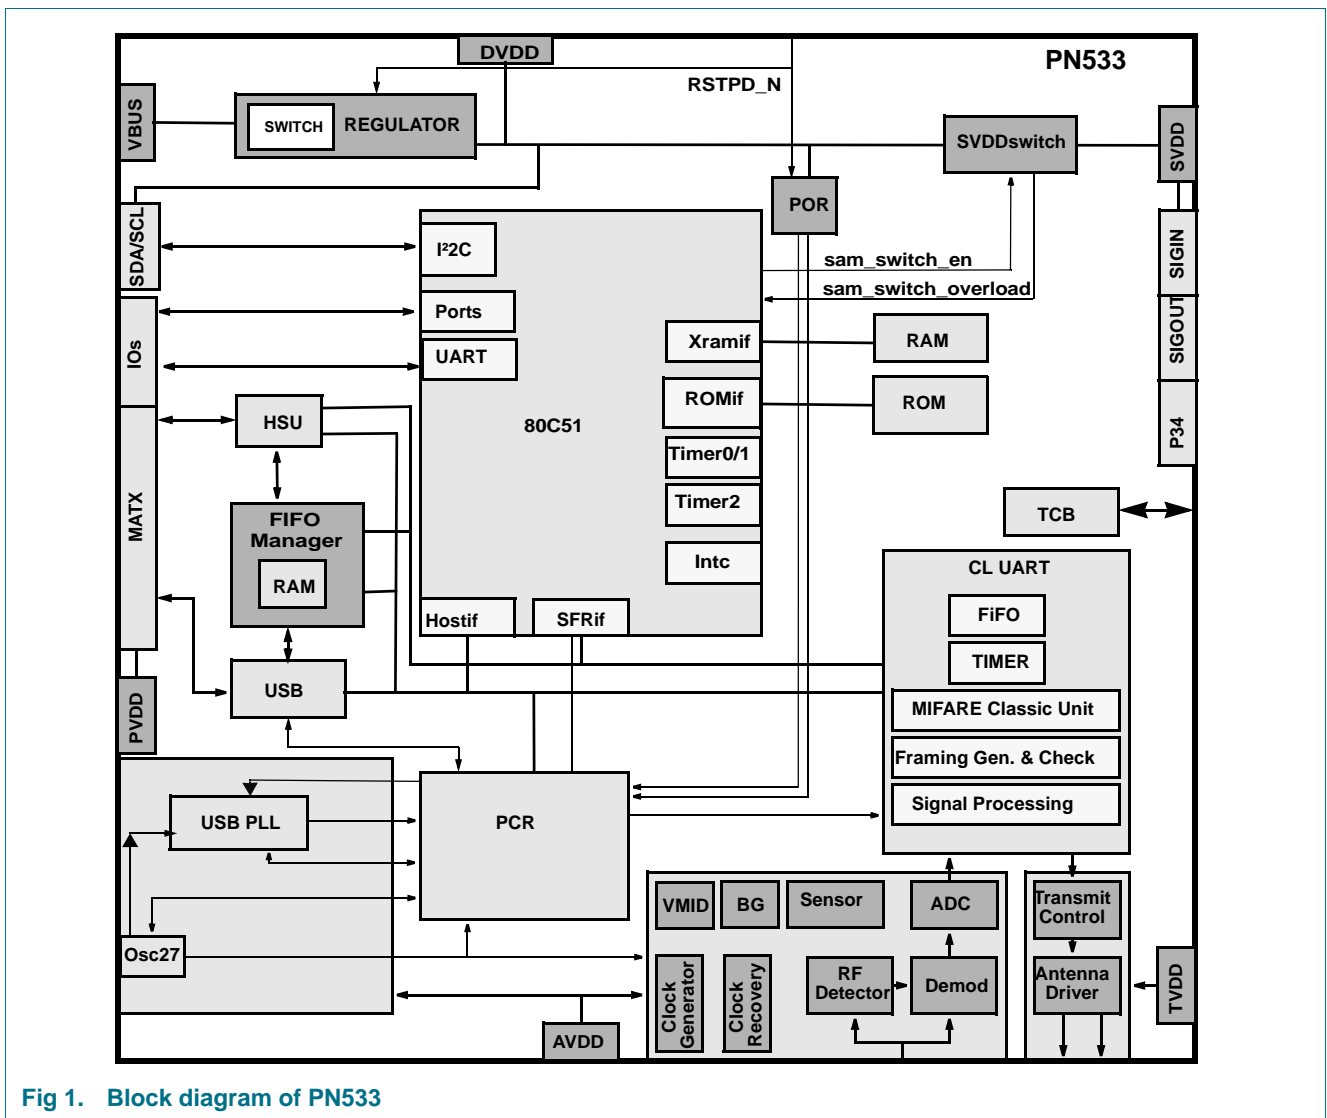 DVDD
PN533
RSTPD_N
VBUS
SWITCH
REGULATOR
SVDDswitch
SVDD
POR
SDA/SCL
I²2C
sam_switch_en
sam_switch_overload
SIGIN
SIGOUT
P34
IOs
Ports
UART
Xramif
RAM
ROMif
ROM
80C51
Timer0/1
Timer2
Intc
HSU
MATX
FIFO
Manager
RAM
TCB
CL UART
FiFO
TIMER
MIFARE Classic Unit
Framing Gen. & Check
Signal Processing
Hostif
SFRif
USB
PVDD
USB PLL
PCR
Osc27
VMID
BG
Sensor
ADC
Transmit
Control
Clock
Generator
Clock
Recovery
RF
Detector
Demod
Antenna
Driver
TVDD
AVDD
Fig 1. Block diagram of PN533